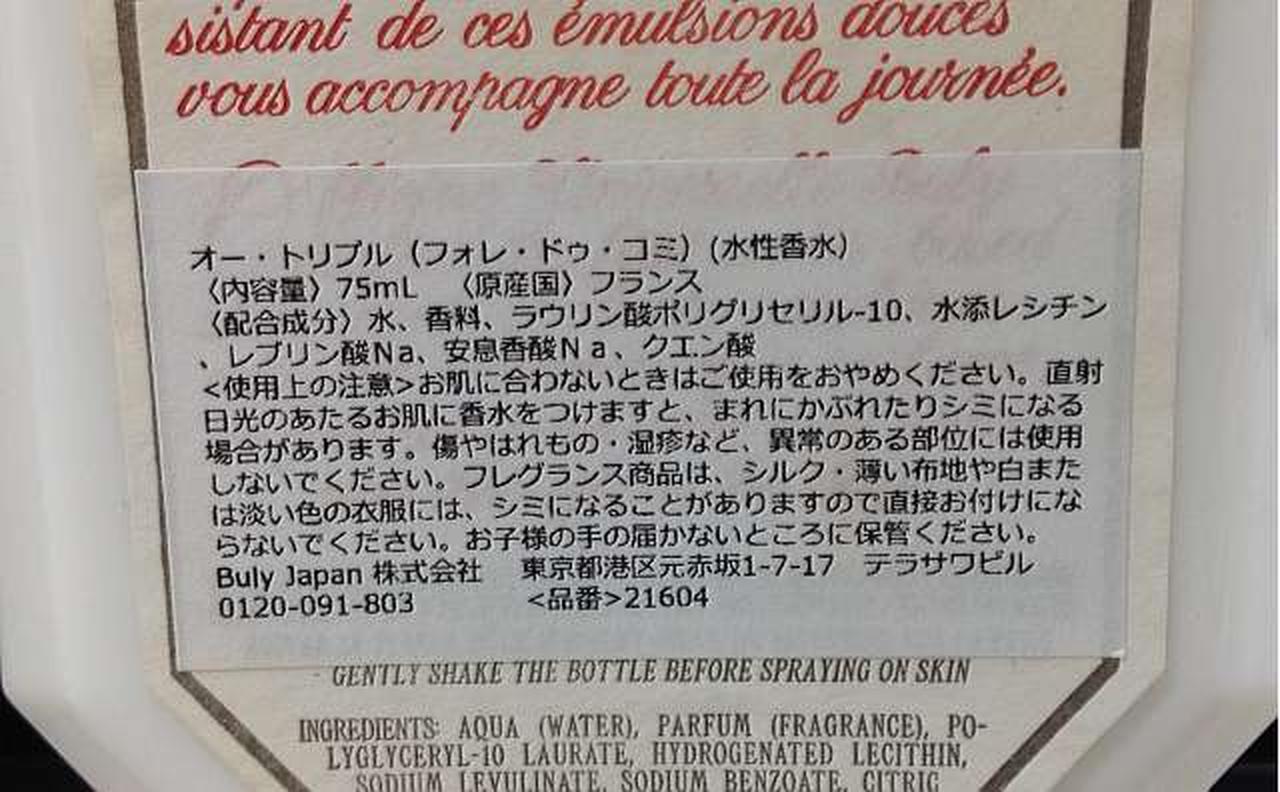 sistant de ces émulsions douces
vous accompagne toute la journée.
オー・トリプル（フォレ・ドゥ・コミ）(水性香水）
〈内容量〉75mL　〈原産国〉フランス
〈配合成分〉水、香料、ラウリン酸ポリグリセリル-10、水添レシチン
、レブリン酸Ｎａ、安息香酸Ｎａ、クエン酸
<使用上の注意>お肌に合わないときはご使用をおやめください。直射
日光のあたるお肌に香水をつけますと、まれにかぶれたりシミになる
場合があります。傷やはれもの・湿疹など、異常のある部位には使用
しないでください。フレグランス商品は、シルク・薄い布地や白また
は淡い色の衣服には、シミになることがありますので直接お付けにな
らないでください。お子様の手の届かないところに保管ください。
Buly Japan 株式会社　東京都港区元赤坂1-7-17　テラサワビル
0120-091-803　<品番>21604
GENTLY SHAKE THE BOTTLE BEFORE SPRAYING ON SKIN
INGREDIENTS: AQUA (WATER), PARFUM (FRAGRANCE), PO-
LYGLYCERYL-10 LAURATE, HYDROGENATED LECITHIN,
SODIUM LEVULINATE, SODIUM BENZOATE, CITRIC